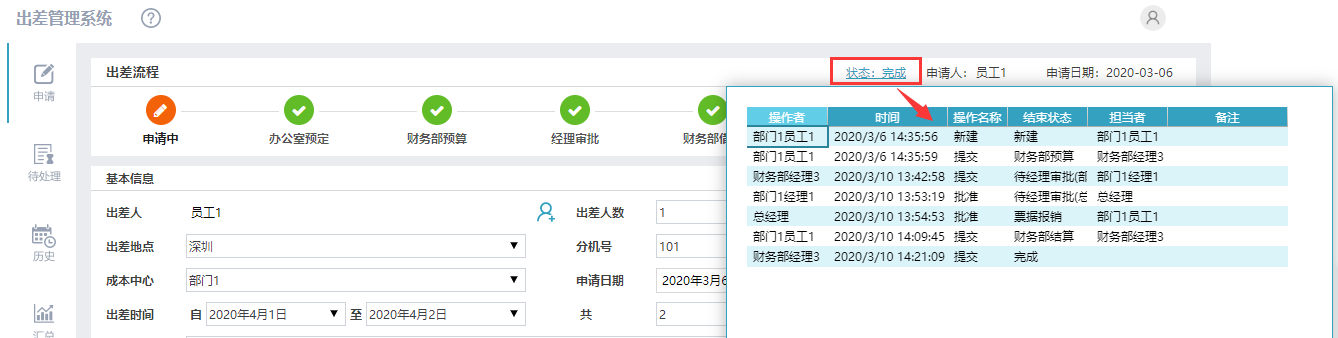 出差管理系统 ?
出差流程 状态：完成 申请人：员工1 申请日期：2020-03-06
申请中 办公室预定 财务部预算 经理审批 财务部借
申请
待处理
历史
汇总
基本信息
出差人 员工1 出差人数 1
出差地点 深圳 分机号 101
成本中心 部门1 申请日期 2020年3月6
出差时间 自 2020年4月1日 至 2020年4月2日 共 2
操作者 时间 操作名称 结束状态 担当者 备注
部门1员工1 2020/3/6 14:35:56 新建 新建 部门1员工1
部门1员工1 2020/3/6 14:35:59 提交 财务部预算 财务部经理3
财务部经理3 2020/3/10 13:42:58 提交 待经理审批(部 部门1经理1
部门1经理1 2020/3/10 13:53:19 批准 待经理审批(总 总经理
总经理 2020/3/10 13:54:53 批准 票据报销 部门1员工1
部门1员工1 2020/3/10 14:09:45 提交 财务部结算 财务部经理3
财务部经理3 2020/3/10 14:21:09 提交 完成